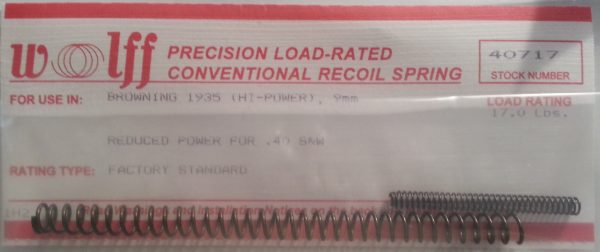 wolff
PRECISION LOAD-RATED
CONVENTIONAL RECOIL SPRING
40717
STOCK NUMBER
FOR USE IN: BROWNING 1935 (HI-POWER), 9mm
LOAD RATING
17.0 Lbs.
REDUCED POWER FOR .40 S&W
RATING TYPE: FACTORY STANDARD